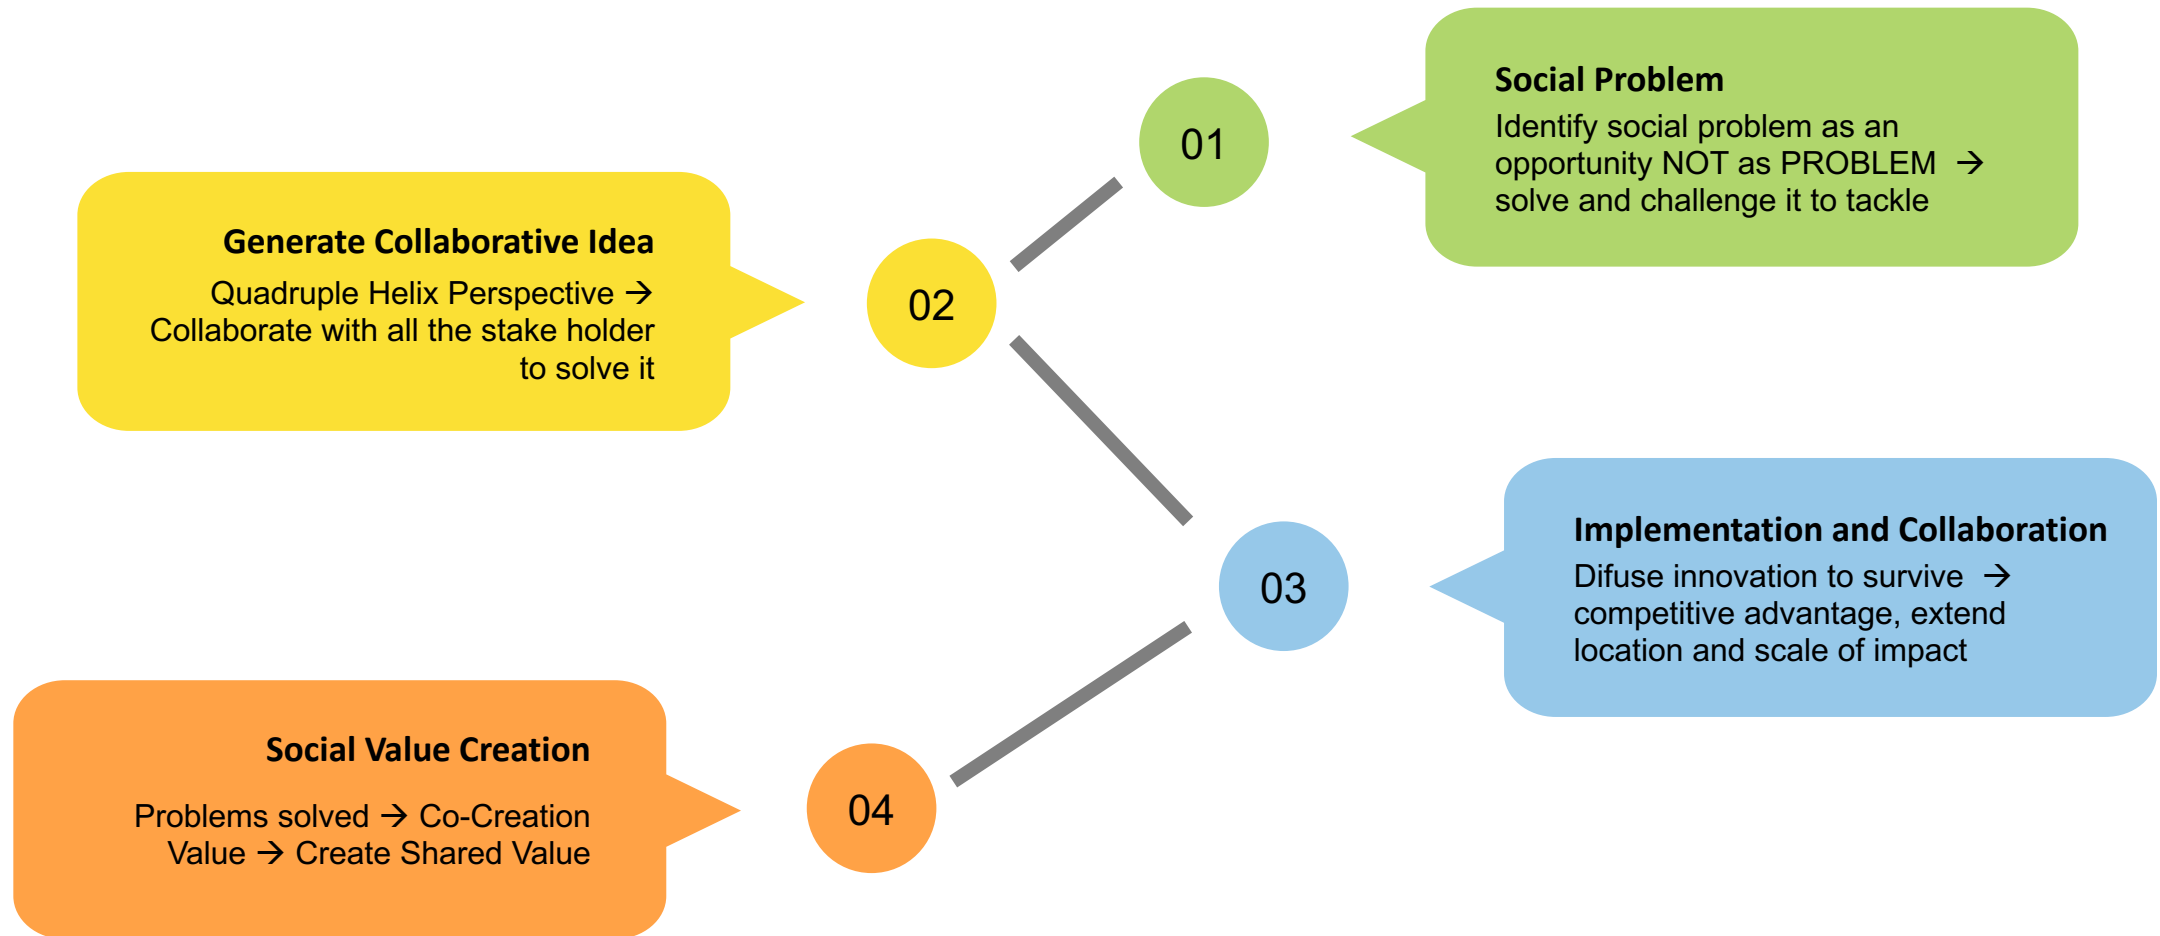 01
Social Problem
Identify social problem as an
opportunity NOT as PROBLEM →
solve and challenge it to tackle
02
Generate Collaborative Idea
Quadruple Helix Perspective →
Collaborate with all the stake holder
to solve it
03
Implementation and Collaboration
Difuse innovation to survive →
competitive advantage, extend
location and scale of impact
04
Social Value Creation
Problems solved → Co-Creation
Value → Create Shared Value